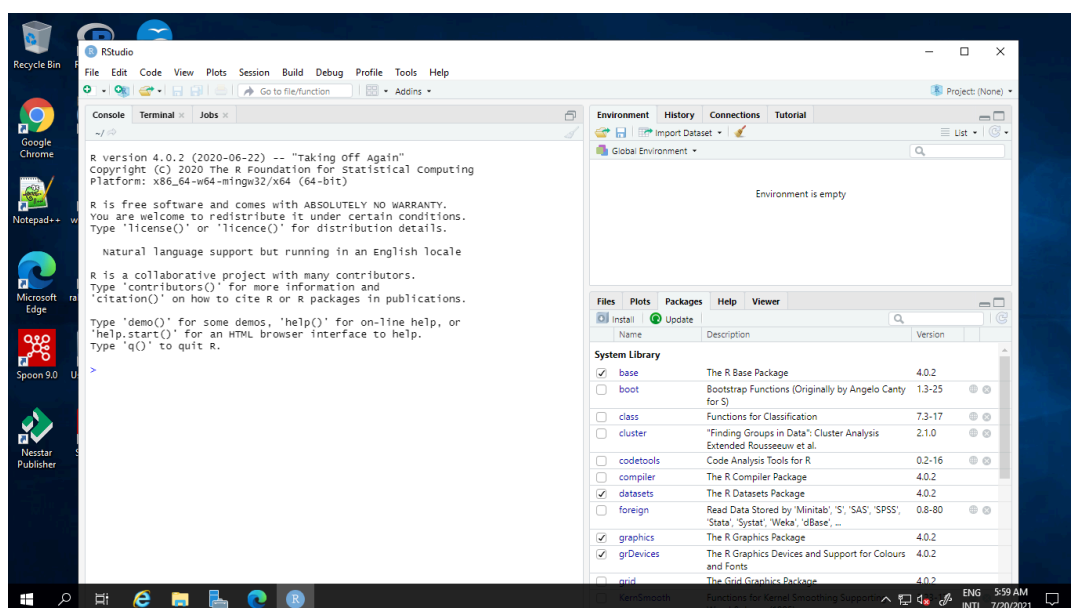 Recycle Bin
Google
Chrome
Notepad++
Microsoft
Edge
Spoon 9.0
Nesstar
Publisher
RStudio
File Edit Code View Plots Session Build Debug Profile Tools Help
Go to file/function Addins Project: (None)
Console Terminal Jobs
~/
R version 4.0.2 (2020-06-22) -- "Taking Off Again"
Copyright (C) 2020 The R Foundation for Statistical Computing
Platform: x86_64-w64-mingw32/x64 (64-bit)
R is free software and comes with ABSOLUTELY NO WARRANTY.
You are welcome to redistribute it under certain conditions.
Type 'license()' or 'licence()' for distribution details.
Natural language support but running in an English locale
R is a collaborative project with many contributors.
Type 'contributors()' for more information and
'citation()' on how to cite R or R packages in publications.
Type 'demo()' for some demos, 'help()' for on-line help, or
'help.start()' for an HTML browser interface to help.
Type 'q()' to quit R.
>
Environment History Connections Tutorial
Import Dataset List
Global Environment
Environment is empty
Files Plots Packages Help Viewer
Install Update
Name Description Version
System Library
base The R Base Package 4.0.2
boot Bootstrap Functions (Originally by Angelo Canty 1.3-25
for S)
class Functions for Classification 7.3-17
cluster "Finding Groups in Data": Cluster Analysis 2.1.0
Extended Rousseeuw et al.
codetools Code Analysis Tools for R 0.2-16
compiler The R Compiler Package 4.0.2
datasets The R Datasets Package 4.0.2
foreign Read Data Stored by 'Minitab', 'S', 'SAS', 'SPSS', 0.8-80
'Stata', 'Systat', 'Weka', 'dBase', ...
graphics The R Graphics Package 4.0.2
grDevices The R Graphics Devices and Support for Colours 4.0.2
and Fonts
grid The Grid Graphics Package 4.0.2
KernSmooth Functions for Kernel Smoothing Supporting
ENG 5:59 AM
INTL 7/20/2021